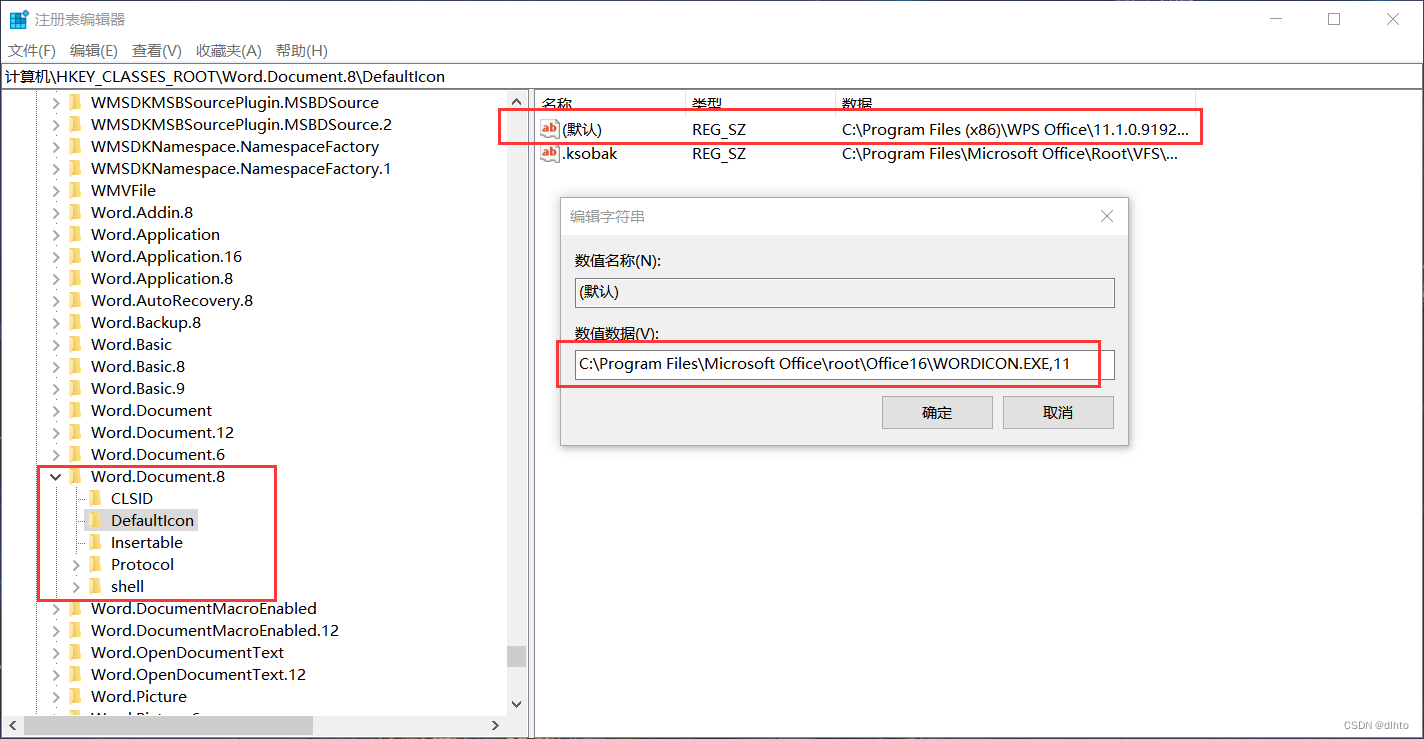 注册表编辑器
文件(F) 编辑(E) 查看(V) 收藏夹(A) 帮助(H)
计算机\HKEY_CLASSES_ROOT\Word.Document.8\DefaultIcon
WMSDKMSBSourcePlugin.MSBDSource
WMSDKMSBSourcePlugin.MSBDSource.2
WMSDKNamespace.NamespaceFactory
WMSDKNamespace.NamespaceFactory.1
WMVFile
Word.Addin.8
Word.Application
Word.Application.16
Word.Application.8
Word.AutoRecovery.8
Word.Backup.8
Word.Basic
Word.Basic.8
Word.Basic.9
Word.Document
Word.Document.12
Word.Document.6
Word.Document.8
CLSID
DefaultIcon
Insertable
Protocol
shell
Word.DocumentMacroEnabled
Word.DocumentMacroEnabled.12
Word.OpenDocumentText
Word.OpenDocumentText.12
Word.Picture
名称 类型 数据
ab (默认) REG_SZ C:\Program Files (x86)\WPS Office\11.1.0.9192...
ab .ksobak REG_SZ C:\Program Files\Microsoft Office\Root\VFS\...
编辑字符串
数值名称(N):
(默认)
数值数据(V):
C:\Program Files\Microsoft Office\root\Office16\WORDICON.EXE,11
确定 取消
CSDN @dlhto